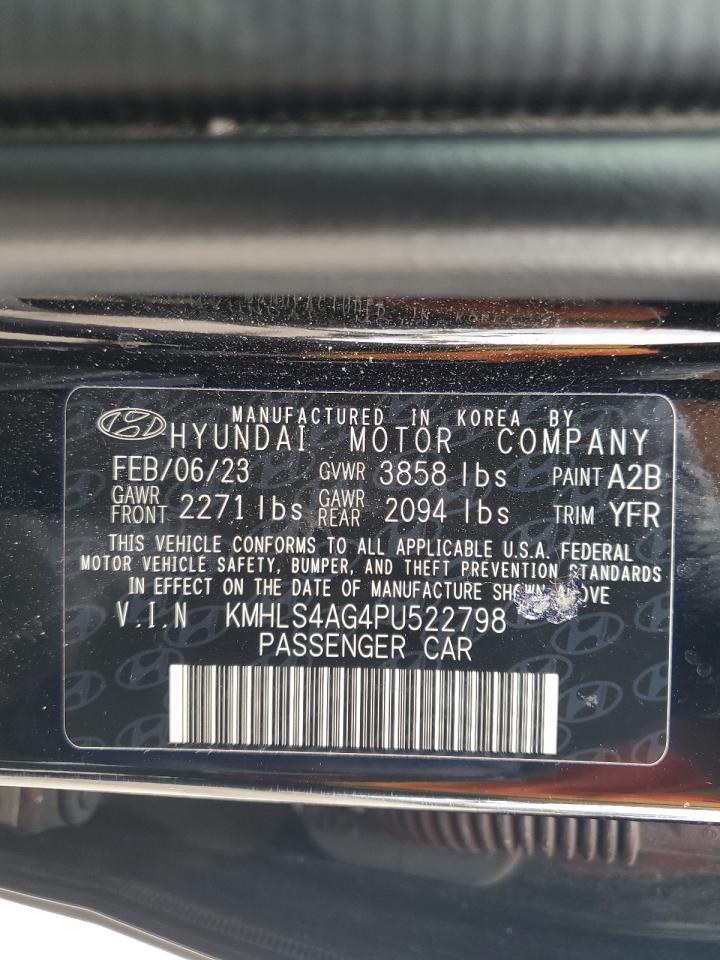 MANUFACTURED IN KOREA BY
HYUNDAI MOTOR COMPANY
FEB/06/23 GVWR 3858 lbs PAINT A2B
GAWR FRONT 2271 lbs GAWR REAR 2094 lbs TRIM YFR
THIS VEHICLE CONFORMS TO ALL APPLICABLE U.S.A. FEDERAL
MOTOR VEHICLE SAFETY, BUMPER, AND THEFT PREVENTION STANDARDS
IN EFFECT ON THE DATE OF MANUFACTURE SHOWN ABOVE
V.I.N KMHLS4AG4PU522798
PASSENGER CAR